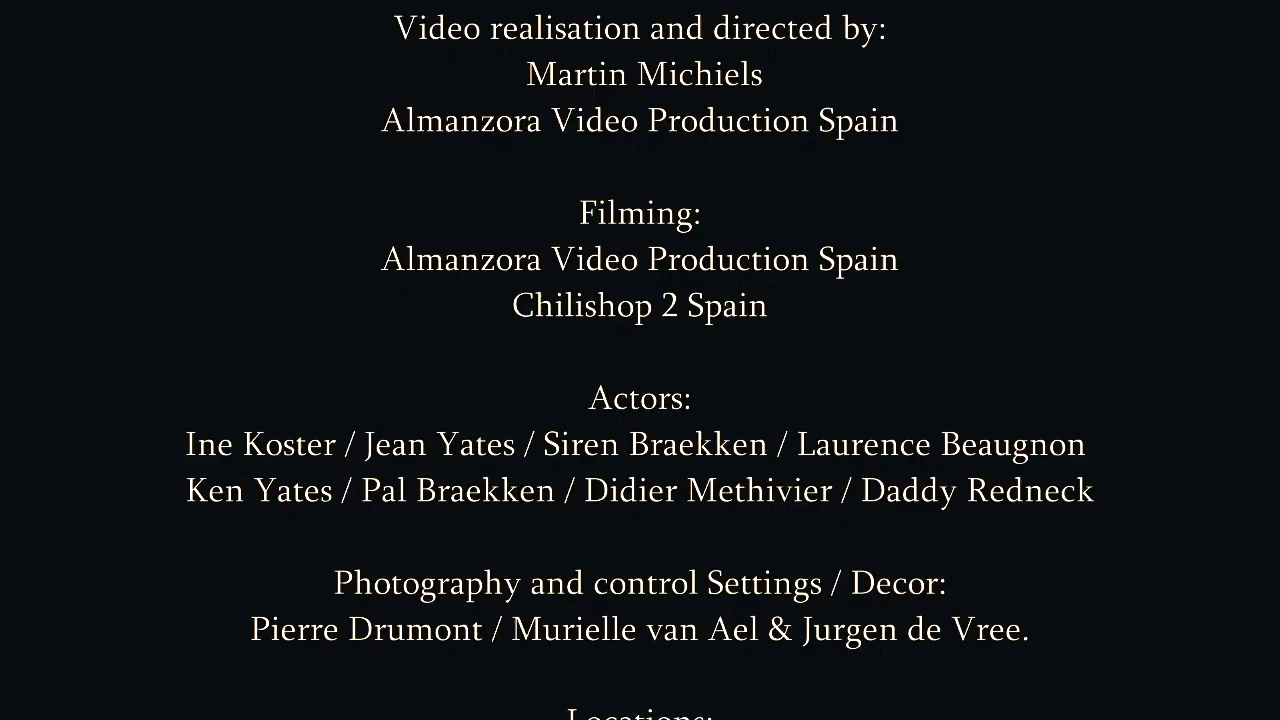 Video realisation and directed by:
Martin Michiels
Almanzora Video Production Spain
Filming:
Almanzora Video Production Spain
Chilishop 2 Spain
Actors:
Ine Koster / Jean Yates / Siren Braekken / Laurence Beaugnon
Ken Yates / Pal Braekken / Didier Methivier / Daddy Redneck
Photography and control Settings / Decor:
Pierre Drumont / Murielle van Ael & Jurgen de Vree.
Locations: